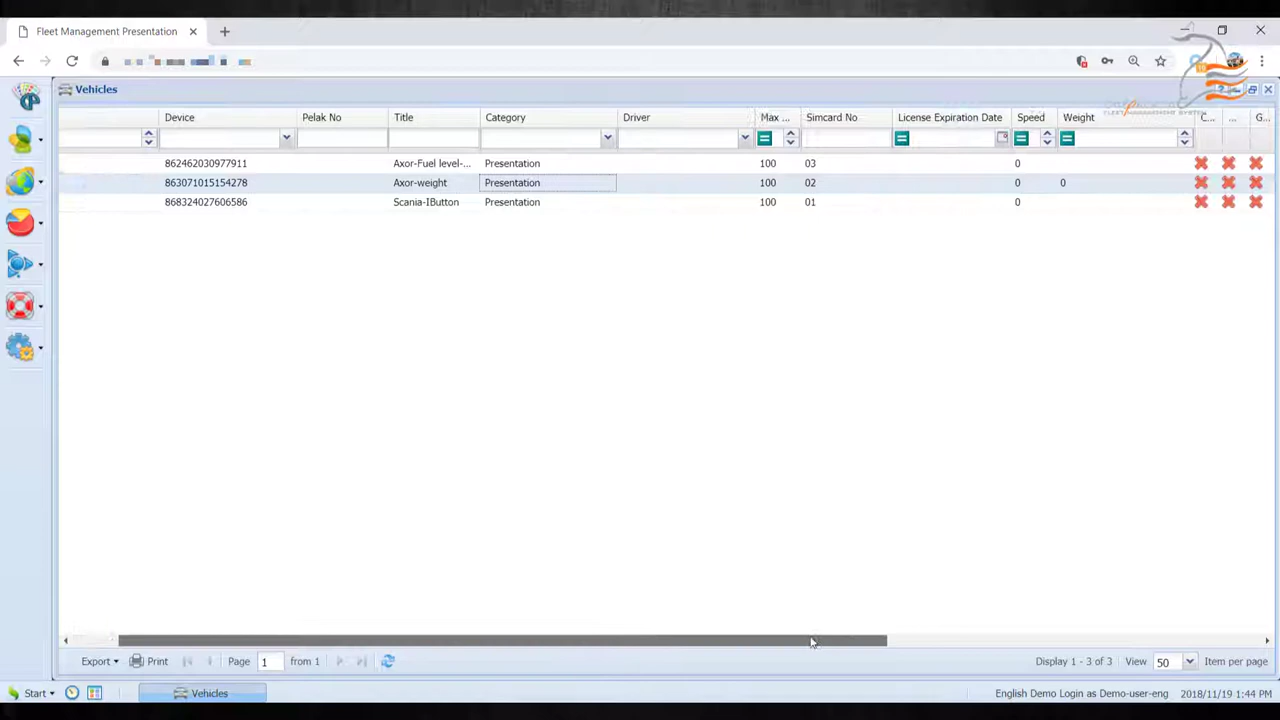 Fleet Management Presentation
Vehicles
FLEET MANAGEMENT SYSTEM
Device Pelak No Title Category Driver Max ... Simcard No License Expiration Date Speed Weight C... ... G...
862462030977911 Axor-Fuel level-... Presentation 100 03 0
863071015154278 Axor-weight Presentation 100 02 0 0
868324027606586 Scania-IButton Presentation 100 01 0
Export Print Page 1 from 1 Display 1 - 3 of 3 View 50 Item per page
Start Vehicles English Demo Login as Demo-user-eng 2018/11/19 1:44 PM